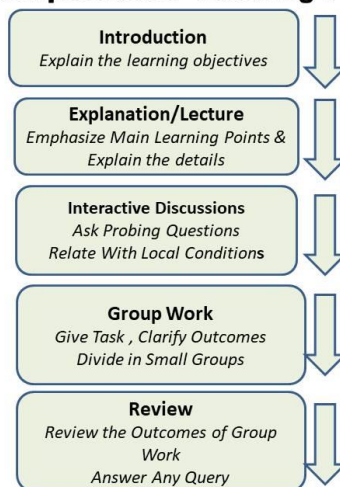 Introduction
Explain the learning objectives
Explanation/Lecture
Emphasize Main Learning Points &
Explain the details
Interactive Discussions
Ask Probing Questions
Relate With Local Conditions
Group Work
Give Task , Clarify Outcomes
Divide in Small Groups
Review
Review the Outcomes of Group
Work
Answer Any Query